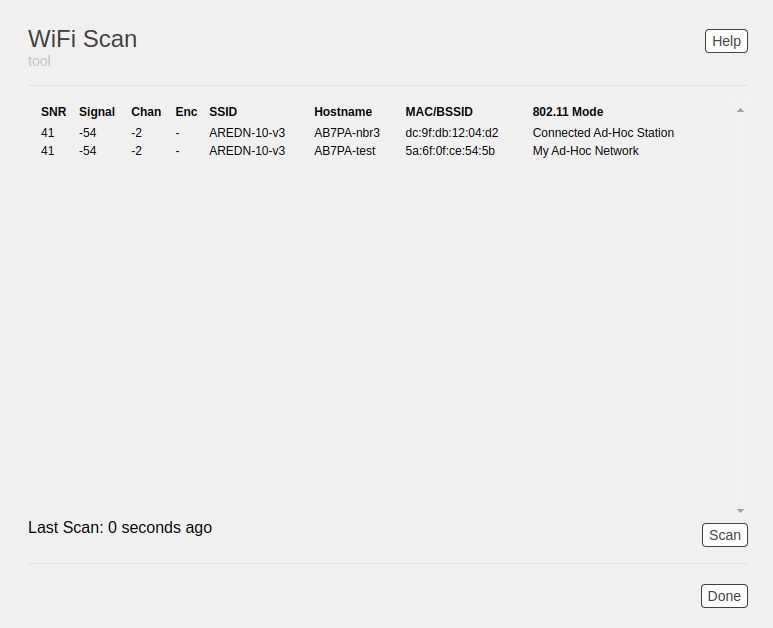 WiFi Scan
Help
tool
SNR Signal Chan Enc SSID Hostname MAC/BSSID 802.11 Mode
41 -54 -2 - AREDN-10-v3 AB7PA-nbr3 dc:9f:db:12:04:d2 Connected Ad-Hoc Station
41 -54 -2 - AREDN-10-v3 AB7PA-test 5a:6f:0f:ce:54:5b My Ad-Hoc Network
Last Scan: 0 seconds ago
Scan
Done